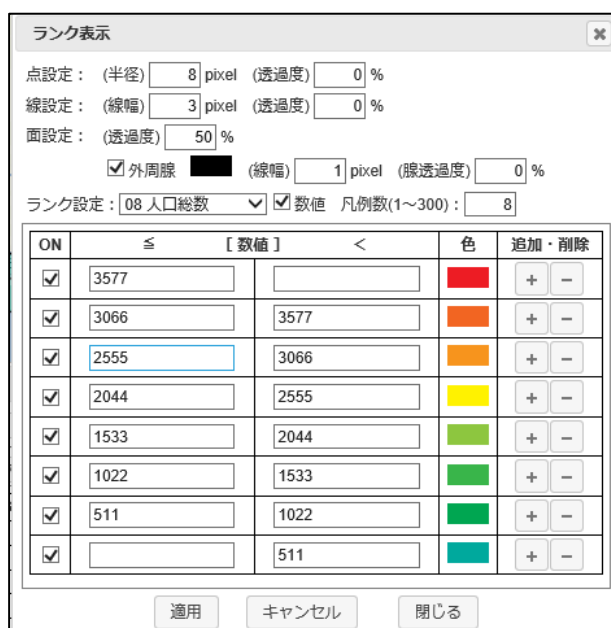 ランク表示
点設定： (半径) 8 pixel (透過度) 0 %
線設定： (線幅) 3 pixel (透過度) 0 %
面設定： (透過度) 50 %
外周腺 (線幅) 1 pixel (腺透過度) 0 %
ランク設定：08 人口総数 数値 凡例数(1～300)： 8
ON ≦ [ 数値 ] < 色 追加・削除
3577 + −
3066 3577 + −
2555 3066 + −
2044 2555 + −
1533 2044 + −
1022 1533 + −
511 1022 + −
511 + −
適用 キャンセル 閉じる